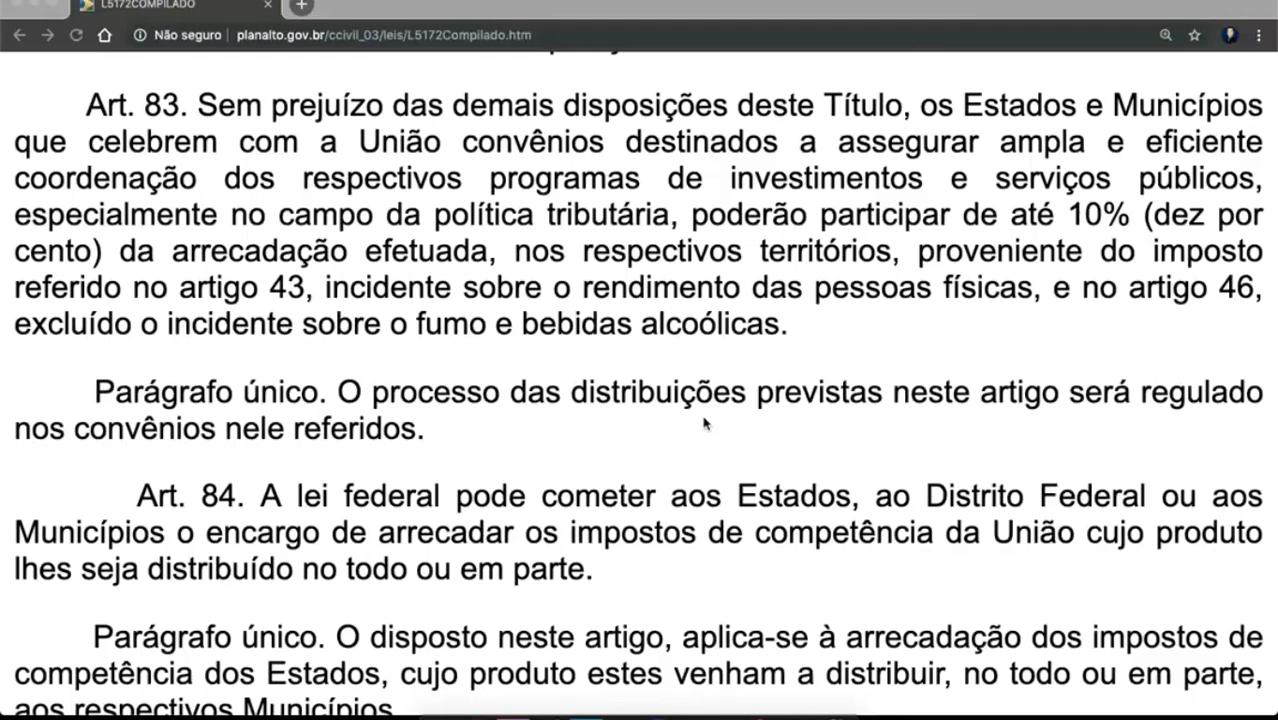 L5172COMPILADO
Não seguro planalto.gov.br/ccivil_03/leis/L5172Compilado.htm
Art. 83. Sem prejuízo das demais disposições deste Título, os Estados e Municípios
que celebrem com a União convênios destinados a assegurar ampla e eficiente
coordenação dos respectivos programas de investimentos e serviços públicos,
especialmente no campo da política tributária, poderão participar de até 10% (dez por
cento) da arrecadação efetuada, nos respectivos territórios, proveniente do imposto
referido no artigo 43, incidente sobre o rendimento das pessoas físicas, e no artigo 46,
excluído o incidente sobre o fumo e bebidas alcoólicas.
Parágrafo único. O processo das distribuições previstas neste artigo será regulado
nos convênios nele referidos.
Art. 84. A lei federal pode cometer aos Estados, ao Distrito Federal ou aos
Municípios o encargo de arrecadar os impostos de competência da União cujo produto
lhes seja distribuído no todo ou em parte.
Parágrafo único. O disposto neste artigo, aplica-se à arrecadação dos impostos de
competência dos Estados, cujo produto estes venham a distribuir, no todo ou em parte,
aos respectivos Municípios.